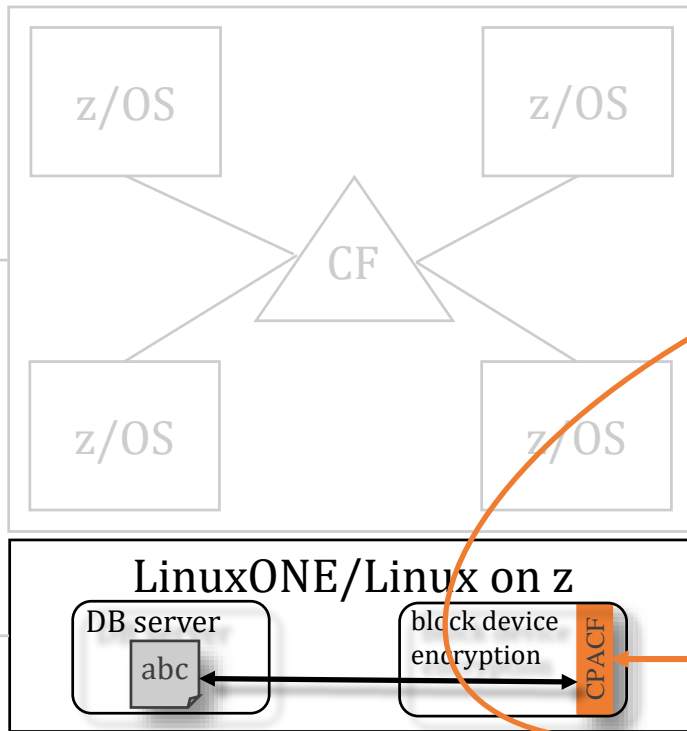 z/OS
z/OS
CF
z/OS
z/OS
LinuxONE/Linux on z
DB server
abc
block device
encryption
CPACF